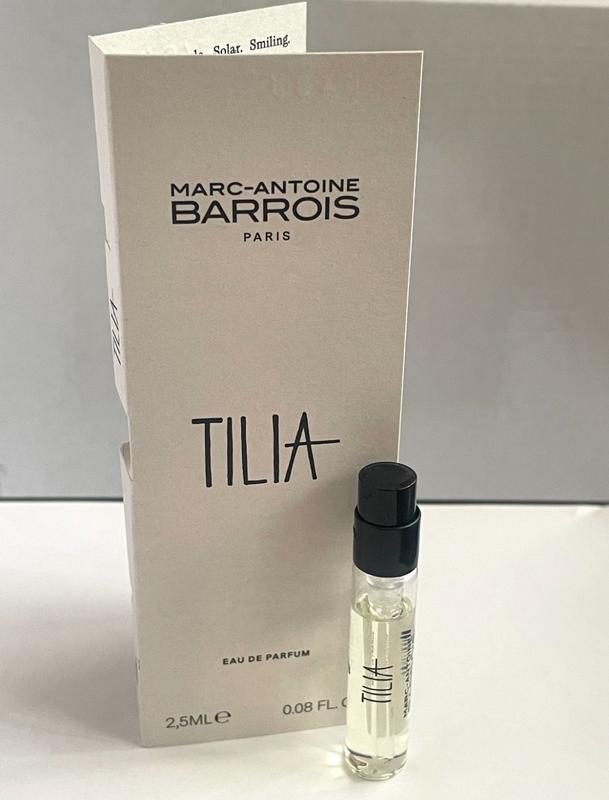 Solar. Smiling.
MARC-ANTOINE
BARROIS
PARIS
TILIA
TILIA
EAU DE PARFUM
2,5ML℮
0.08 FL.
TILIA
MARC-ANTOINE